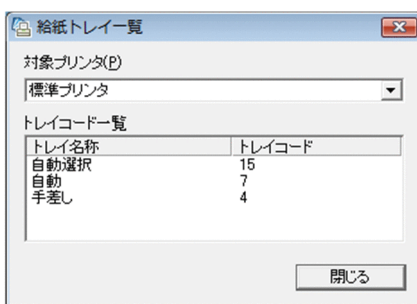 給紙トレイ一覧
対象プリンタ(P)
標準プリンタ
トレイコード一覧
トレイ名称 トレイコード
自動選択 15
自動 7
手差し 4
閉じる